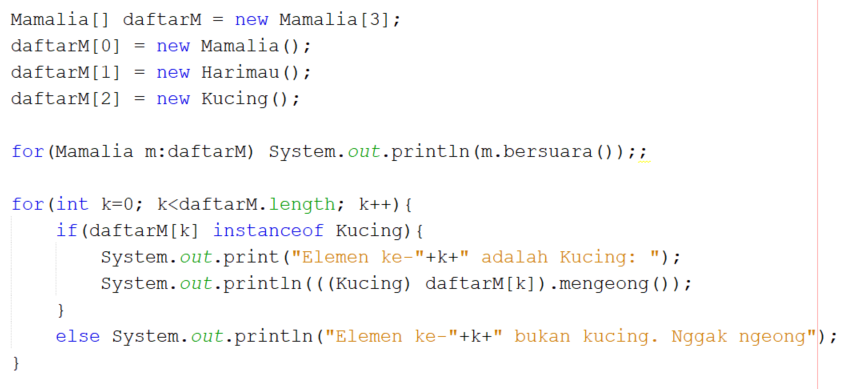 Mamalia[] daftarM = new Mamalia[3];
daftarM[0] = new Mamalia();
daftarM[1] = new Harimau();
daftarM[2] = new Kucing();
for(Mamalia m:daftarM) System.out.println(m.bersuara());;
for(int k=0; k<daftarM.length; k++){
if(daftarM[k] instanceof Kucing){
System.out.print("Elemen ke-"+k+" adalah Kucing: ");
System.out.println(((Kucing) daftarM[k]).mengeong());
}
else System.out.println("Elemen ke-"+k+" bukan kucing. Nggak ngeong");
}